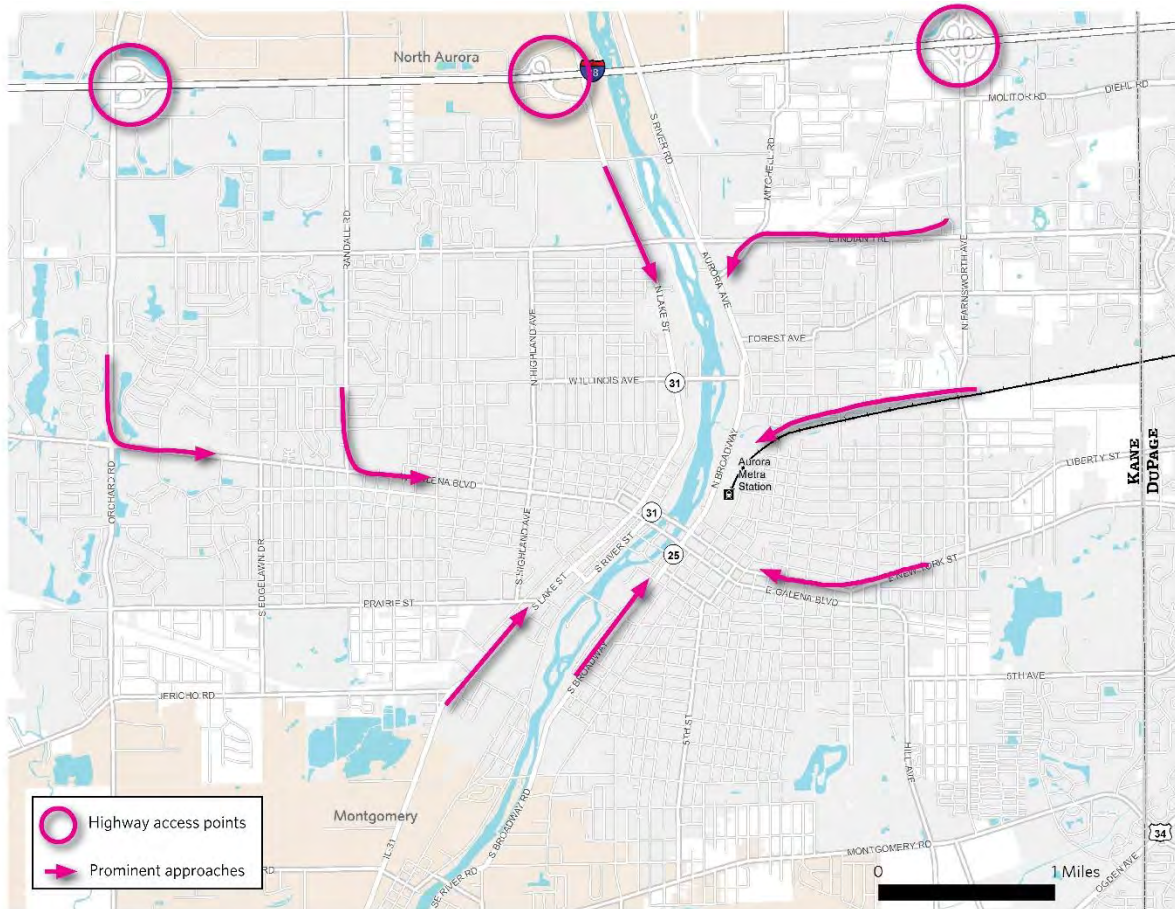 North Aurora
MOLITOR RD
DIEHL RD
S RIVER RD
MITCHELL RD
RANDALL RD
E INDIAN TRL
AURORA AVE
N FARNSWORTH AVE
N LAKE ST
N HIGHLAND AVE
FOREST AVE
W ILLINOIS AVE
31
N BROADWAY
Aurora
Metra
Station
LIBERTY ST
KANE
DUPAGE
ORCHARD RD
GALENA BLVD
31
S RIVER ST
25
S HIGHLAND AVE
S EDGELAWN DR
E NEW YORK ST
E GALENA BLVD
PRAIRIE ST
S LAKE ST
S BROADWAY
5TH AVE
JERICHO RD
5TH ST
HILL AVE
Montgomery
IL 31
S BROADWAY RD
SE RIVER RD
MONTGOMERY RD
34
OGDEN AVE
Highway access points
Prominent approaches
0
1 Miles